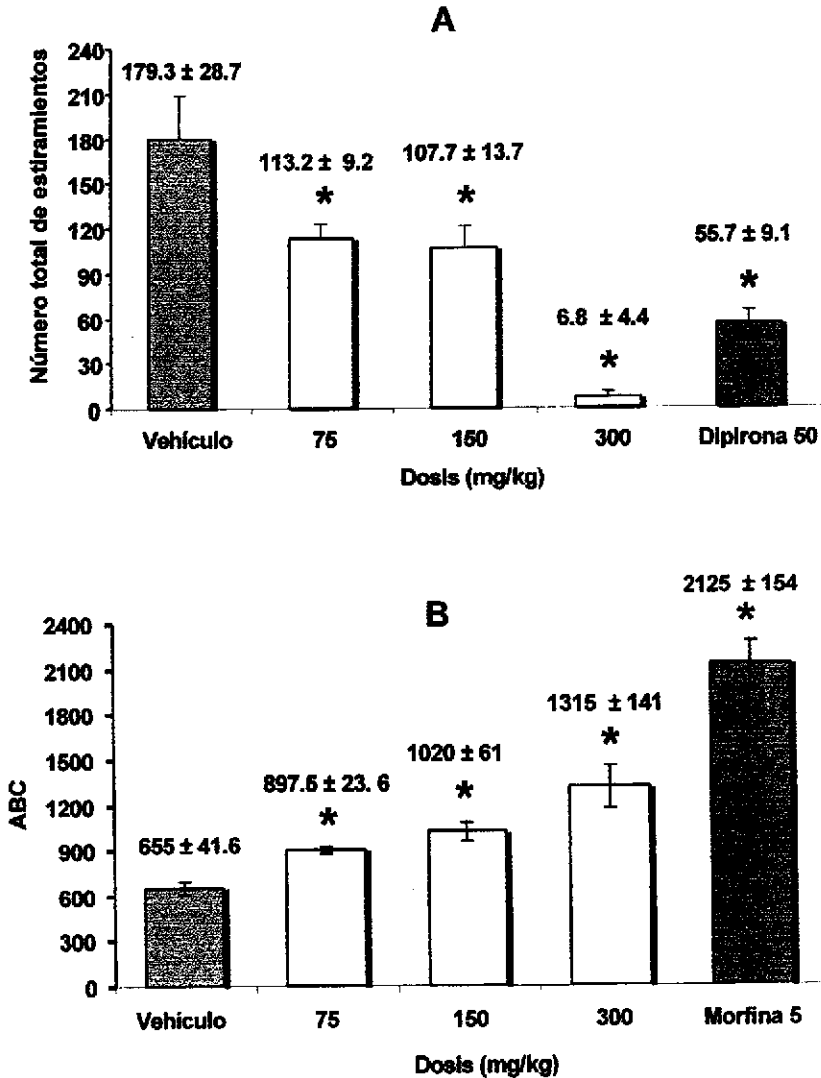 A
Número total de estiramientos
240
210
180
150
120
90
60
30
0
179.3 ± 28.7
113.2 ± 9.2
*
107.7 ± 13.7
*
6.8 ± 4.4
*
55.7 ± 9.1
*
Vehículo 75 150 300 Dipirona 50
Dosis (mg/kg)
B
ABC
2400
2100
1800
1500
1200
900
600
300
0
655 ± 41.6
897.5 ± 23. 6
*
1020 ± 61
*
1315 ± 141
*
2125 ± 154
*
Vehículo 75 150 300 Morfina 5
Dosis (mg/kg)